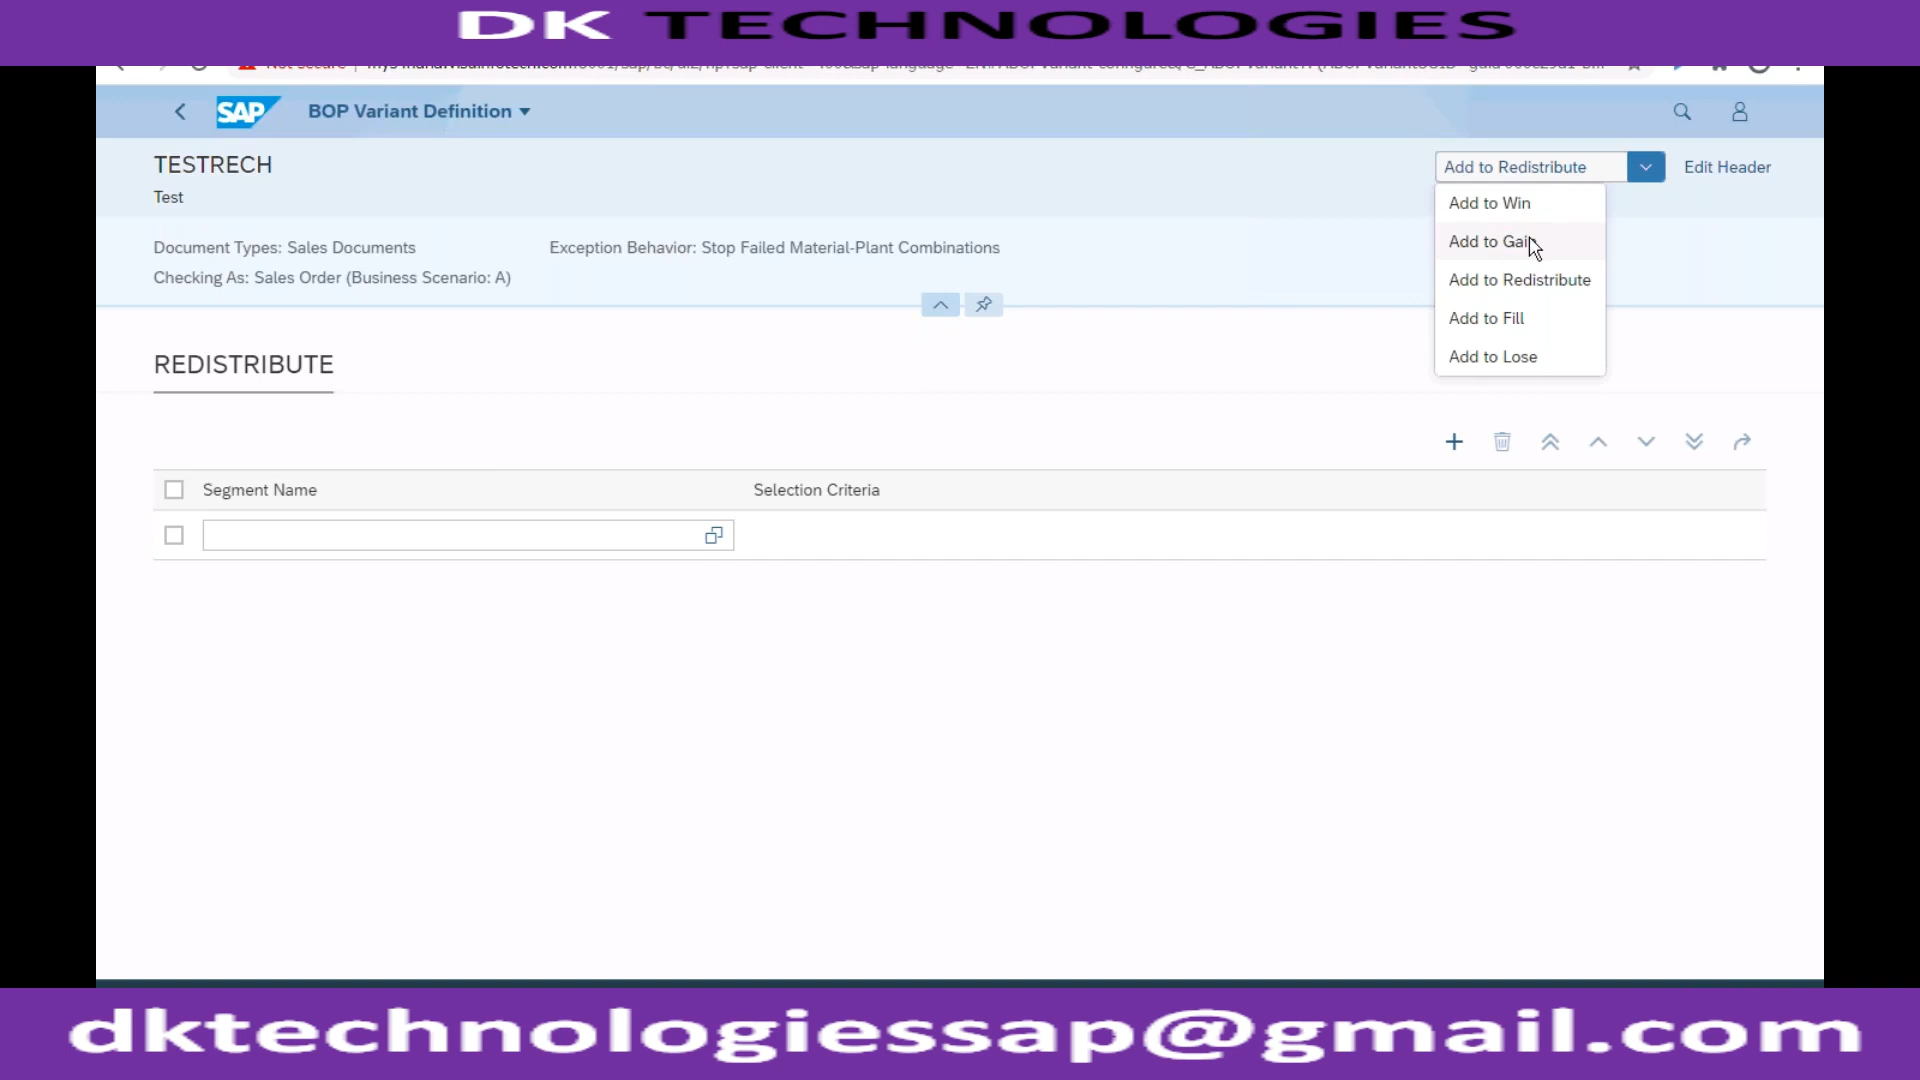 DK TECHNOLOGIES
SAP
BOP Variant Definition
TESTRECH
Add to Redistribute
Edit Header
Test
Add to Win
Document Types: Sales Documents
Exception Behavior: Stop Failed Material-Plant Combinations
Add to Gain
Checking As: Sales Order (Business Scenario: A)
Add to Redistribute
Add to Fill
Add to Lose
REDISTRIBUTE
Segment Name
Selection Criteria
dktechnologiessap@gmail.com